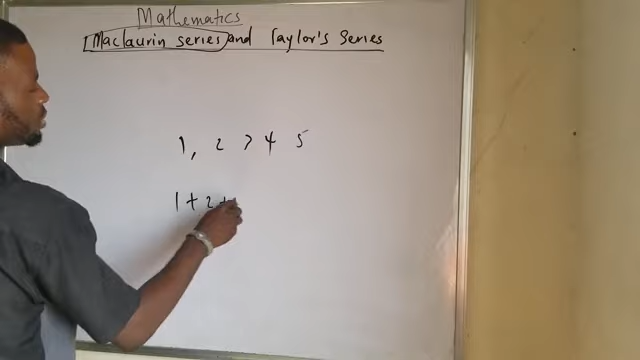 Mathematics
Maclaurin series and Taylor's Series
1, 2 3 4 5
1 + 2 +